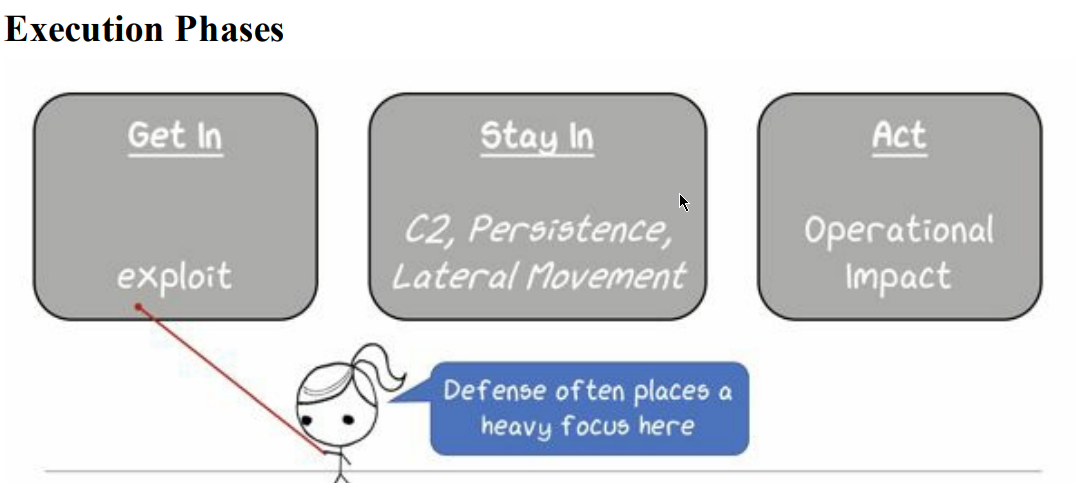 Execution Phases
Get In
exploit
Stay In
C2, Persistence,
Lateral Movement
Act
Operational
Impact
Defense often places a
heavy focus here